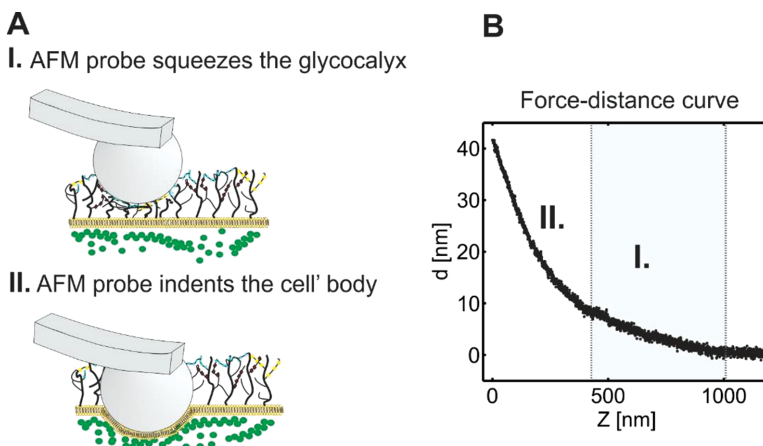 A
I. AFM probe squeezes the glycocalyx
II. AFM probe indents the cell' body
B
Force-distance curve
40
30
20
10
0
d [nm]
II.
I.
0 500 1000
Z [nm]